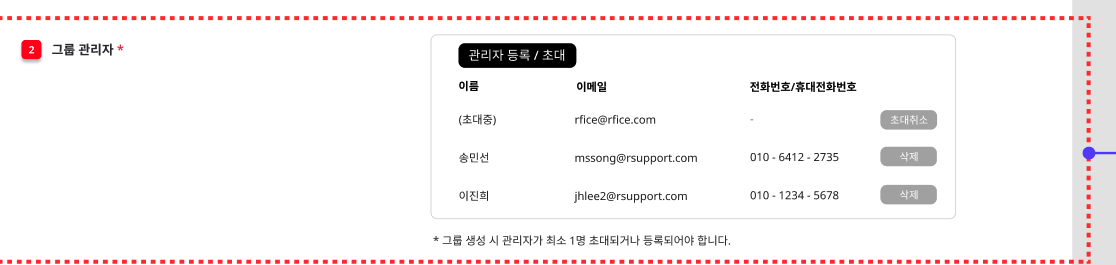 2 그룹 관리자 *
관리자 등록 / 초대
이름 이메일 전화번호/휴대전화번호
(초대중) rfice@rfice.com - 초대취소
송민선 mssong@rsupport.com 010 - 6412 - 2735 삭제
이진희 jhlee2@rsupport.com 010 - 1234 - 5678 삭제
* 그룹 생성 시 관리자가 최소 1명 초대되거나 등록되어야 합니다.